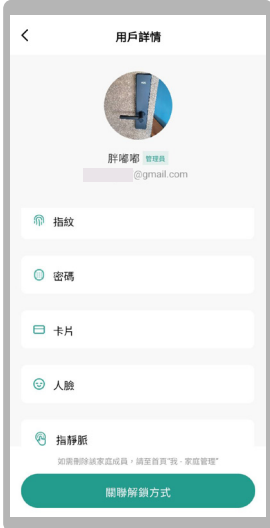 用戶詳情
胖嘟嘟 管理員
@gmail.com
指紋
密碼
卡片
人臉
指靜脈
如需刪除該家庭成員，請至首頁"我 - 家庭管理"
關聯解鎖方式